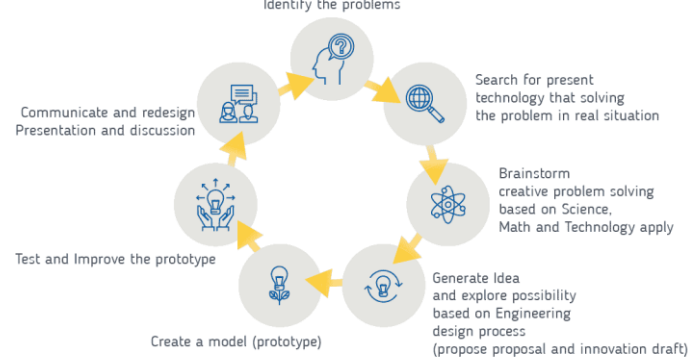 Identify the problems
Search for present
technology that solving
the problem in real situation
Brainstorm
creative problem solving
based on Science,
Math and Technology apply
Generate Idea
and explore possibility
based on Engineering
design process
(propose proposal and innovation draft)
Create a model (prototype)
Test and Improve the prototype
Communicate and redesign
Presentation and discussion